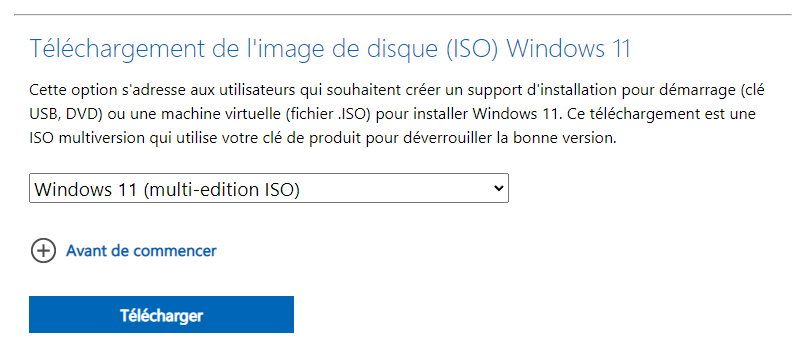 Téléchargement de l'image de disque (ISO) Windows 11
Cette option s'adresse aux utilisateurs qui souhaitent créer un support d'installation pour démarrage (clé
USB, DVD) ou une machine virtuelle (fichier .ISO) pour installer Windows 11. Ce téléchargement est une
ISO multiversion qui utilise votre clé de produit pour déverrouiller la bonne version.
Windows 11 (multi-edition ISO)
Avant de commencer
Télécharger